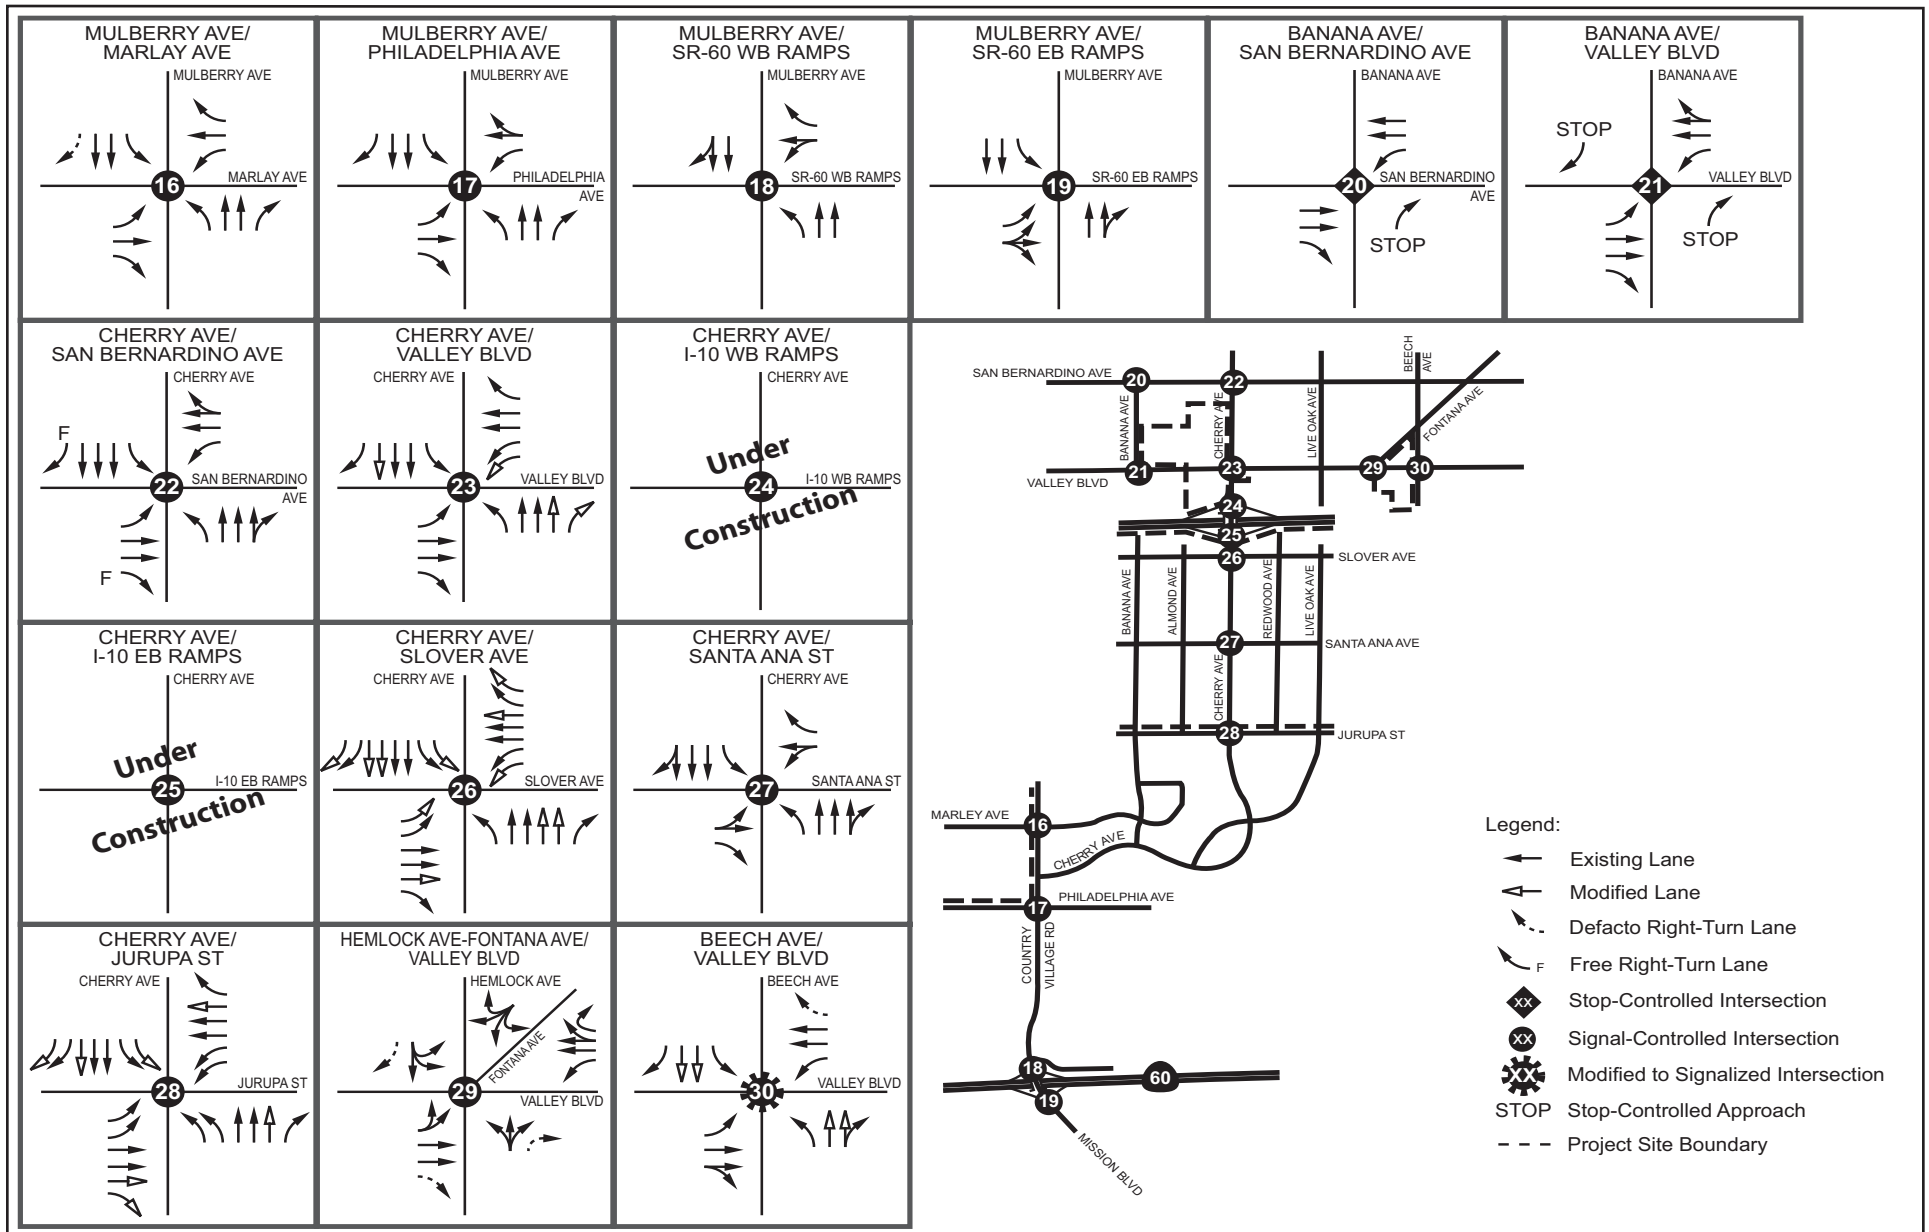 MULBERRY AVE/
MARLAY AVE
MULBERRY AVE
MARLAY AVE
16
MULBERRY AVE/
PHILADELPHIA AVE
MULBERRY AVE
PHILADELPHIA
AVE
17
MULBERRY AVE/
SR-60 WB RAMPS
MULBERRY AVE
SR-60 WB RAMPS
18
MULBERRY AVE/
SR-60 EB RAMPS
MULBERRY AVE
SR-60 EB RAMPS
19
BANANA AVE/
SAN BERNARDINO AVE
BANANA AVE
SAN BERNARDINO
AVE
20
STOP
BANANA AVE/
VALLEY BLVD
BANANA AVE
STOP
VALLEY BLVD
21
STOP
CHERRY AVE/
SAN BERNARDINO AVE
CHERRY AVE
F
SAN BERNARDINO
AVE
22
F
CHERRY AVE/
VALLEY BLVD
CHERRY AVE
VALLEY BLVD
23
CHERRY AVE/
I-10 WB RAMPS
CHERRY AVE
Under
I-10 WB RAMPS
24
Construction
CHERRY AVE/
I-10 EB RAMPS
CHERRY AVE
Under
I-10 EB RAMPS
25
Construction
CHERRY AVE/
SLOVER AVE
CHERRY AVE
SLOVER AVE
26
CHERRY AVE/
SANTA ANA ST
CHERRY AVE
SANTA ANA ST
27
CHERRY AVE/
JURUPA ST
CHERRY AVE
JURUPA ST
28
HEMLOCK AVE-FONTANA AVE/
VALLEY BLVD
HEMLOCK AVE
FONTANA AVE
29
VALLEY BLVD
BEECH AVE/
VALLEY BLVD
BEECH AVE
VALLEY BLVD
30
BEECH
AVE
SAN BERNARDINO AVE
20
22
BANANA AVE
CHERRY AVE
LIVE OAK AVE
FONTANA AVE
VALLEY BLVD
21
23
29
30
24
25
26
SLOVER AVE
BANANA AVE
ALMOND AVE
REDWOOD AVE
LIVE OAK AVE
27
SANTA ANA AVE
CHERRY AVE
28
JURUPA ST
MARLEY AVE
16
CHERRY AVE
17
PHILADELPHIA AVE
COUNTRY
VILLAGE RD
18
60
19
MISSION BLVD
Legend:
Existing Lane
Modified Lane
Defacto Right-Turn Lane
F
Free Right-Turn Lane
XX
Stop-Controlled Intersection
XX
Signal-Controlled Intersection
XX
Modified to Signalized Intersection
STOP
Stop-Controlled Approach
Project Site Boundary